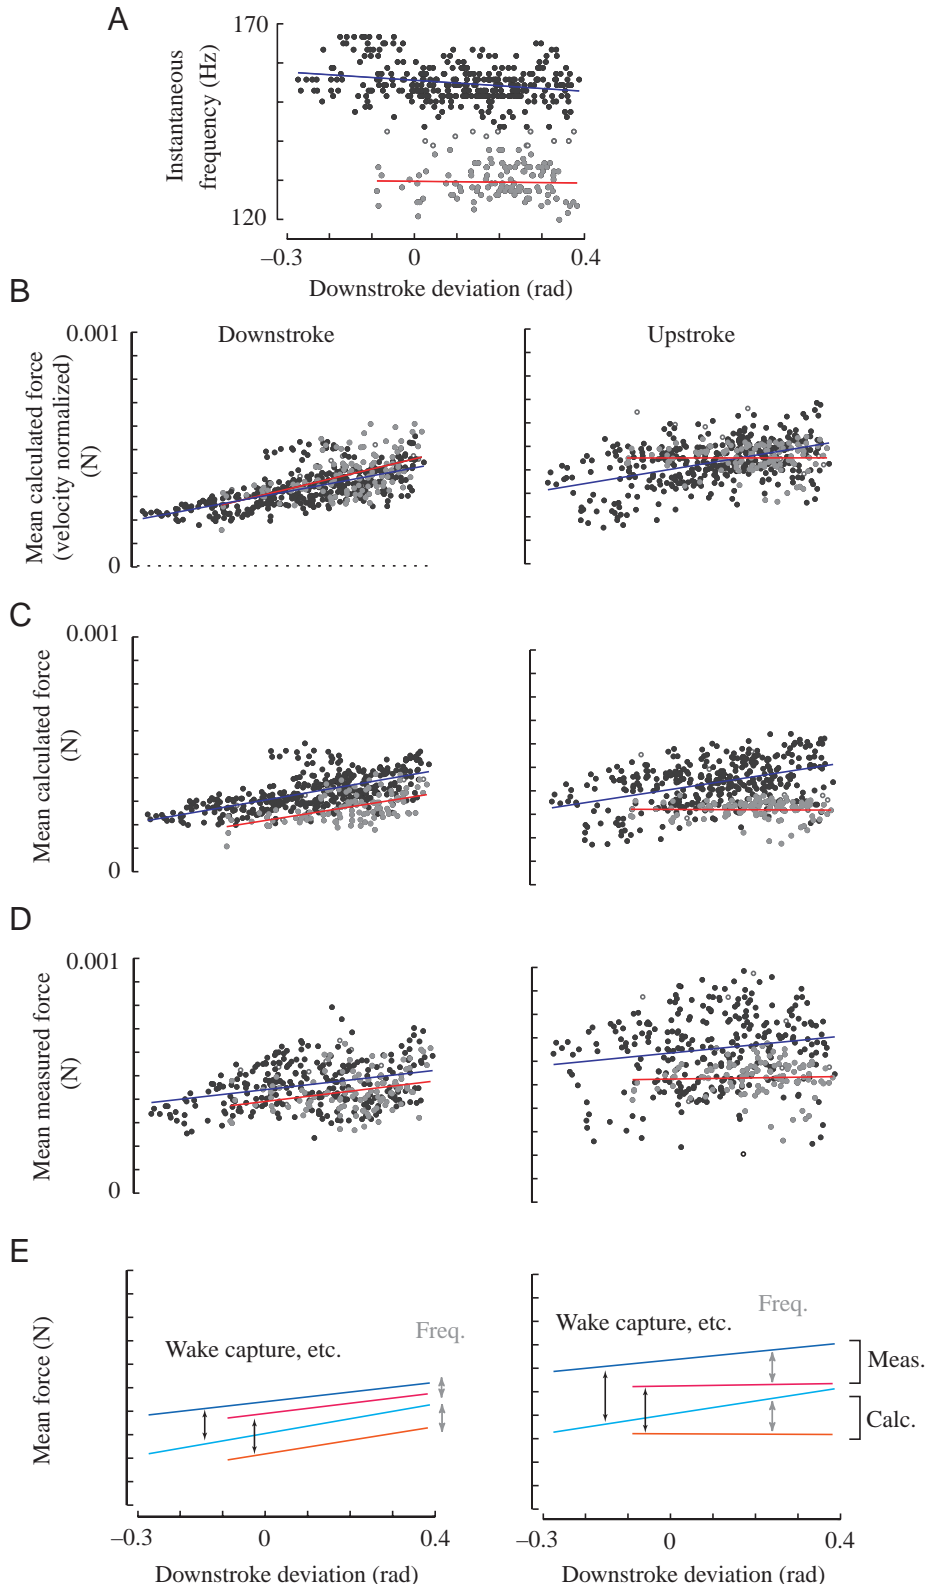 A
170
Instantaneous
frequency (Hz)
120
–0.3
0
0.4
Downstroke deviation (rad)
B
Downstroke
Upstroke
0.001
Mean calculated force
(velocity normalized)
(N)
0
C
0.001
Mean calculated force
(N)
0
D
0.001
Mean measured force
(N)
0
E
Mean force (N)
Wake capture, etc.
Freq.
–0.3
0
0.4
Downstroke deviation (rad)
Wake capture, etc.
Freq.
Meas.
Calc.
–0.3
0
0.4
Downstroke deviation (rad)